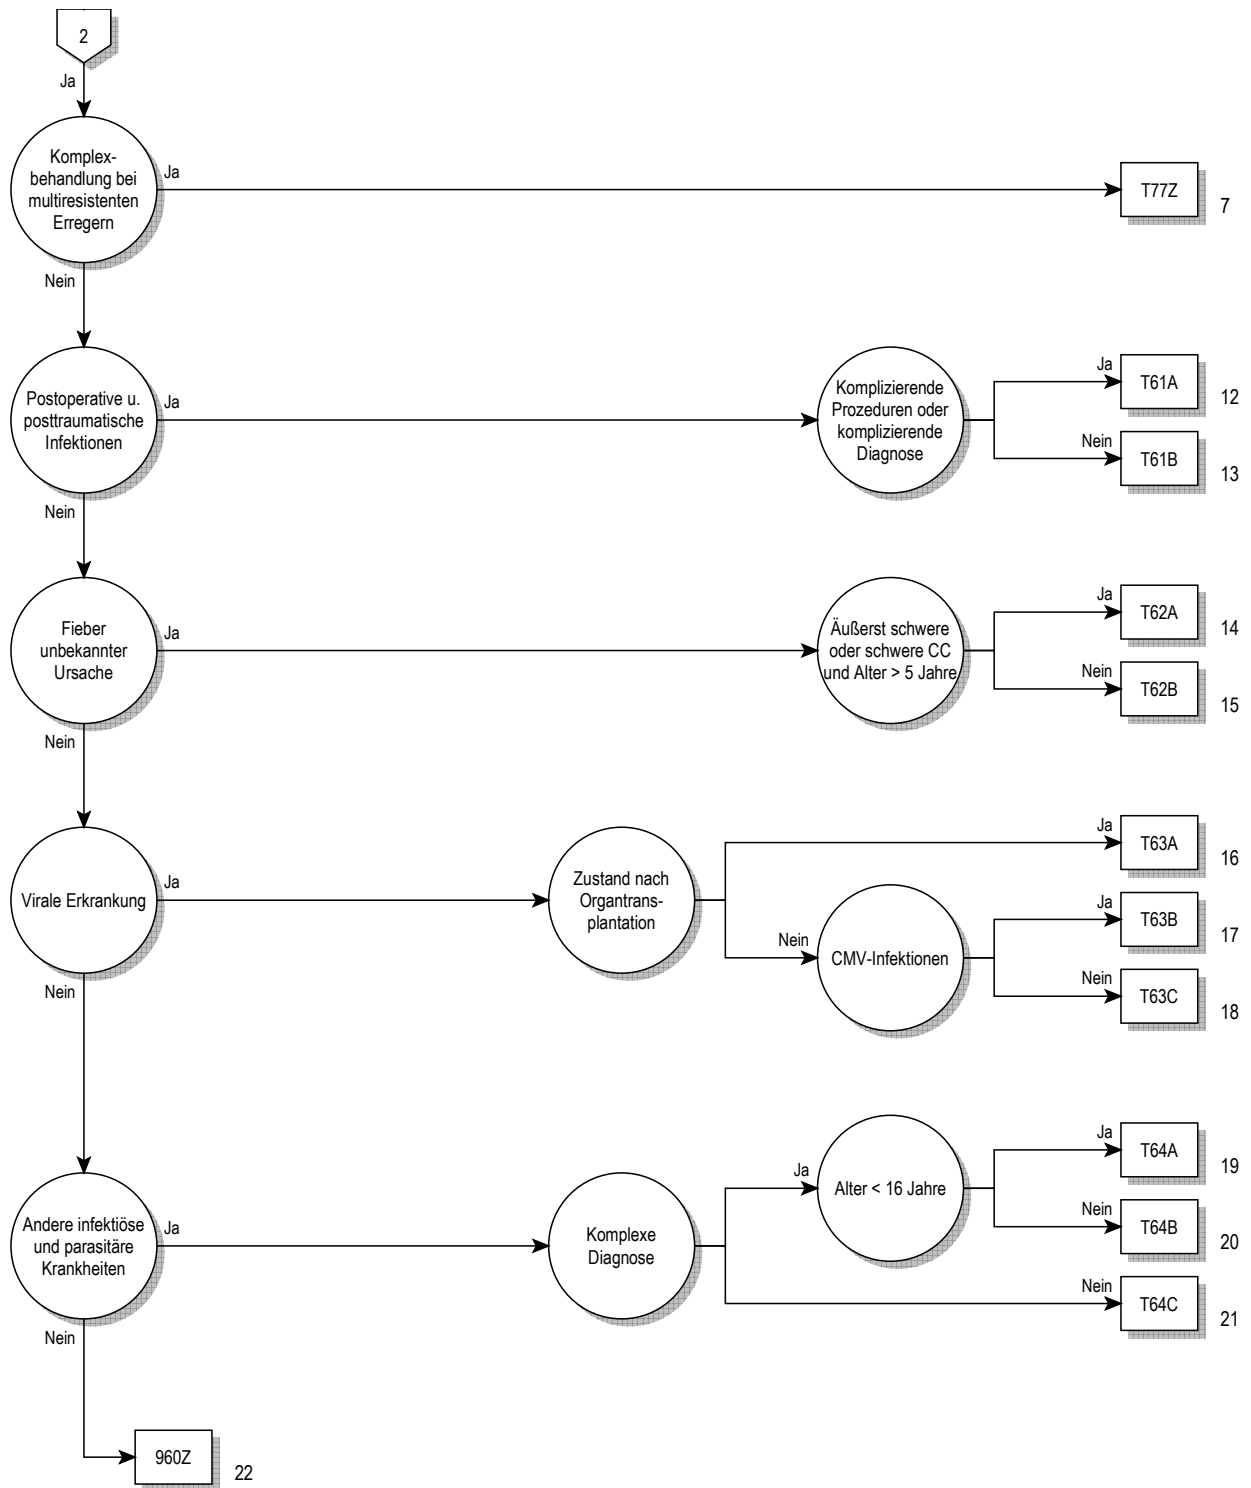 2
Ja
Komplex-
behandlung bei
multiresistenten
Erregern
Ja
T77Z
7
Nein
Postoperative u.
posttraumatische
Infektionen
Ja
Komplizierende
Prozeduren oder
komplizierende
Diagnose
Ja
T61A
12
Nein
T61B
13
Nein
Fieber
unbekannter
Ursache
Ja
Äußerst schwere
oder schwere CC
und Alter > 5 Jahre
Ja
T62A
14
Nein
T62B
15
Nein
Virale Erkrankung
Ja
Zustand nach
Organtrans-
plantation
Ja
T63A
16
Nein
CMV-Infektionen
Ja
T63B
17
Nein
T63C
18
Nein
Andere infektiöse
und parasitäre
Krankheiten
Ja
Komplexe
Diagnose
Ja
Alter < 16 Jahre
Ja
T64A
19
Nein
T64B
20
Nein
T64C
21
Nein
960Z
22